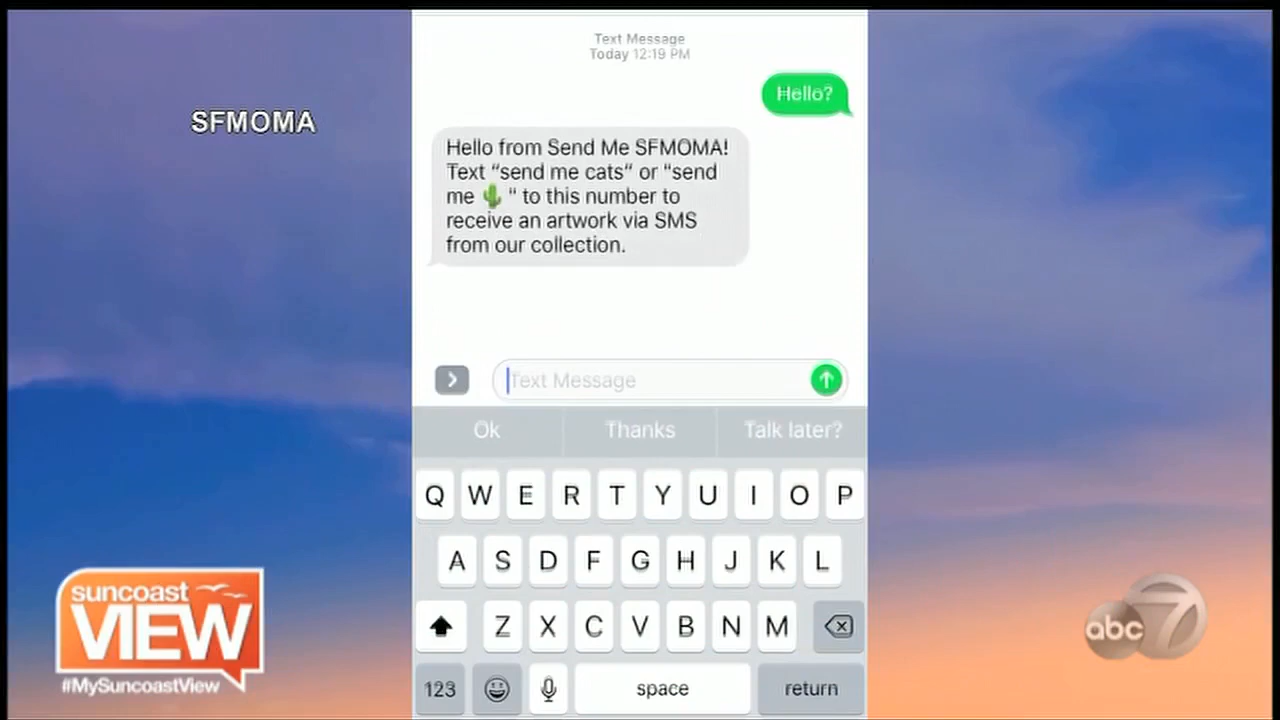 Text Message
Today 12:19 PM
Hello?
SFMOMA
Hello from Send Me SFMOMA!
Text “send me cats“ or "send
me 🌵 " to this number to
receive an artwork via SMS
from our collection.
Text Message
Ok Thanks Talk later?
Q W E R T Y U I O P
A S D F G H J K L
Z X C V B N M
123 space return
suncoast
VIEW
#MySuncoastView
abc 7